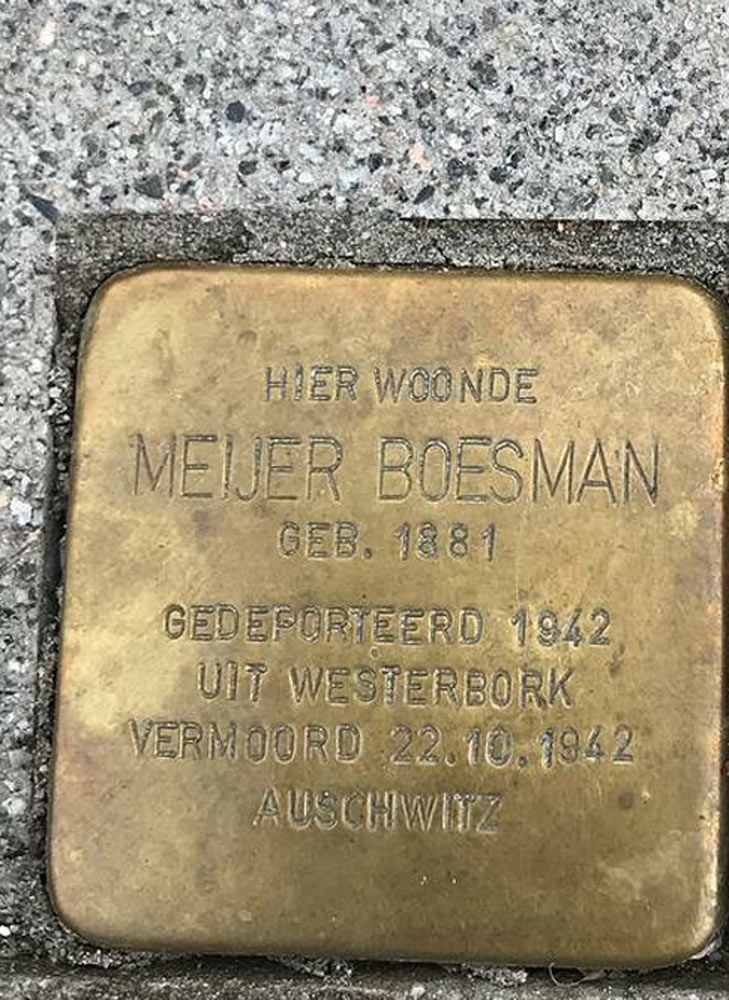 HIER WOONDE
MEIJER BOESMAN
GEB. 1881
GEDEPORTEERD 1942
UIT WESTERBORK
VERMOORD 22.10.1942
AUSCHWITZ